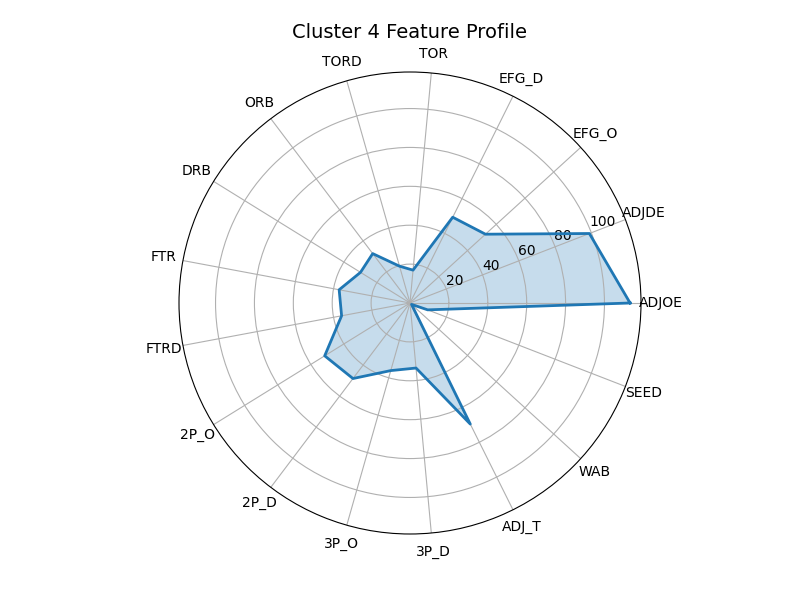 Cluster 4 Feature Profile
TOR
TORD
EFG_D
ORB
EFG_O
DRB
ADJDE
100
80
60
FTR
40
20
ADJOE
FTRD
SEED
2P_O
WAB
2P_D
ADJ_T
3P_O
3P_D